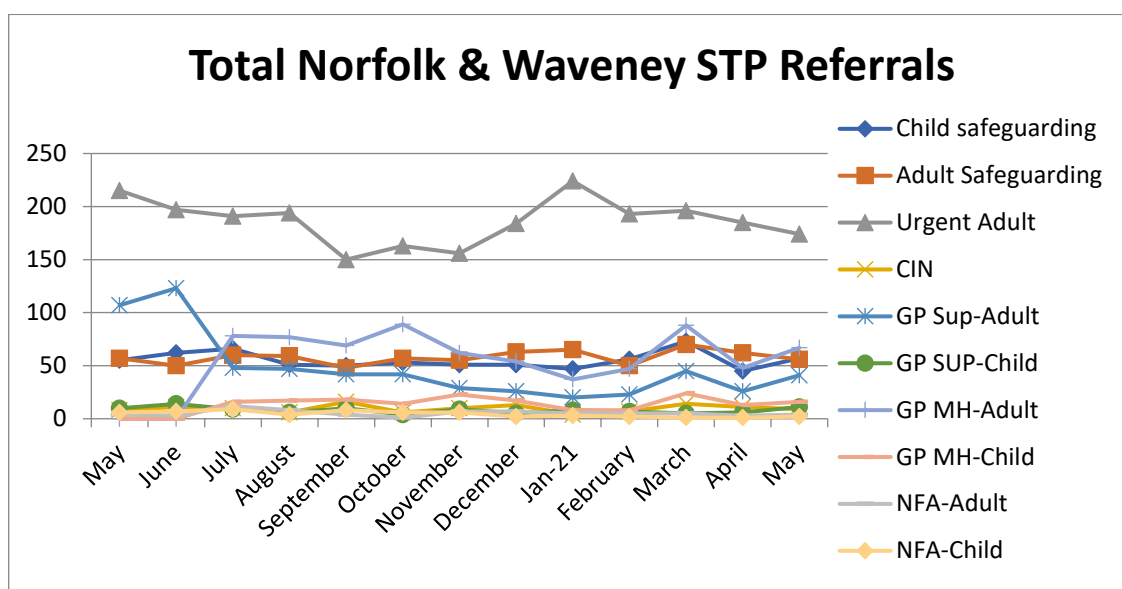 Total Norfolk & Waveney STP Referrals
250
200
150
100
50
0
May
June
July
August
September
October
November
December
Jan-21
February
March
April
May
Child safeguarding
Adult Safeguarding
Urgent Adult
CIN
GP Sup-Adult
GP SUP-Child
GP MH-Adult
GP MH-Child
NFA-Adult
NFA-Child